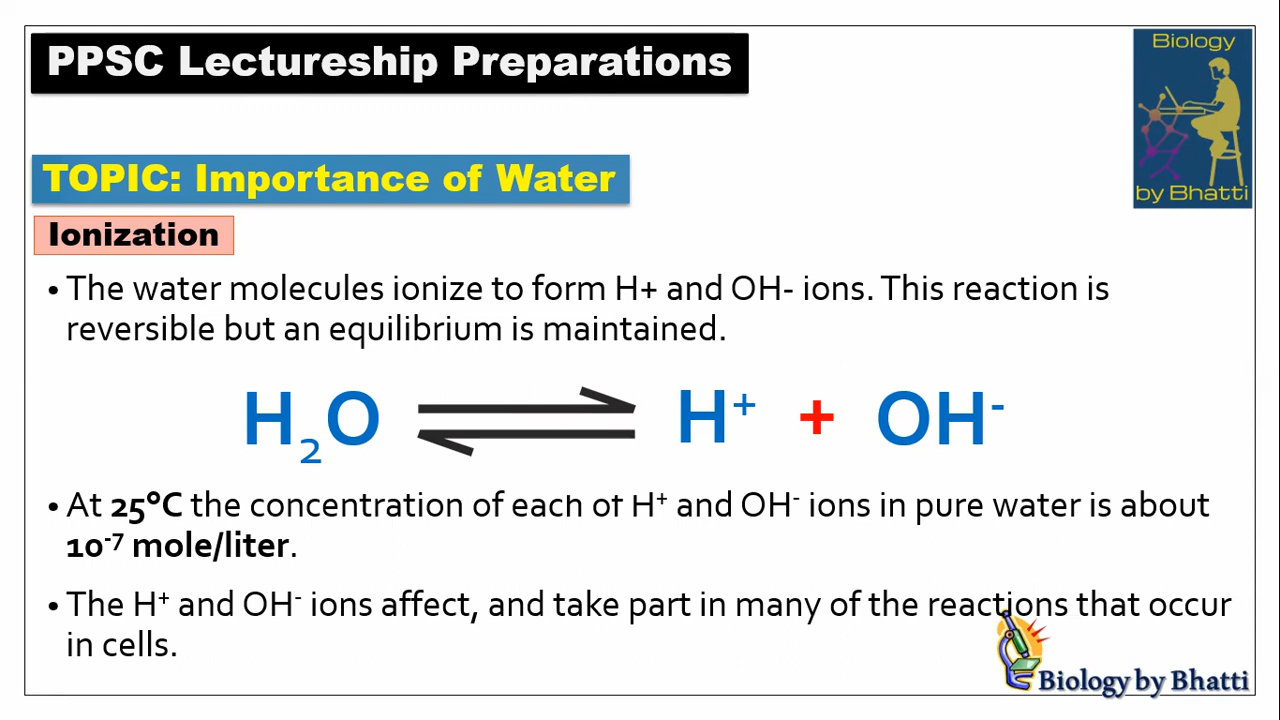 PPSC Lectureship Preparations
Biology
by Bhatti
TOPIC: Importance of Water
Ionization
• The water molecules ionize to form H+ and OH- ions. This reaction is
reversible but an equilibrium is maintained.
H₂O ⇌ H⁺ + OH⁻
• At 25°C the concentration of each of H⁺ and OH⁻ ions in pure water is about
10⁻⁷ mole/liter.
• The H⁺ and OH⁻ ions affect, and take part in many of the reactions that occur
in cells.
Biology by Bhatti